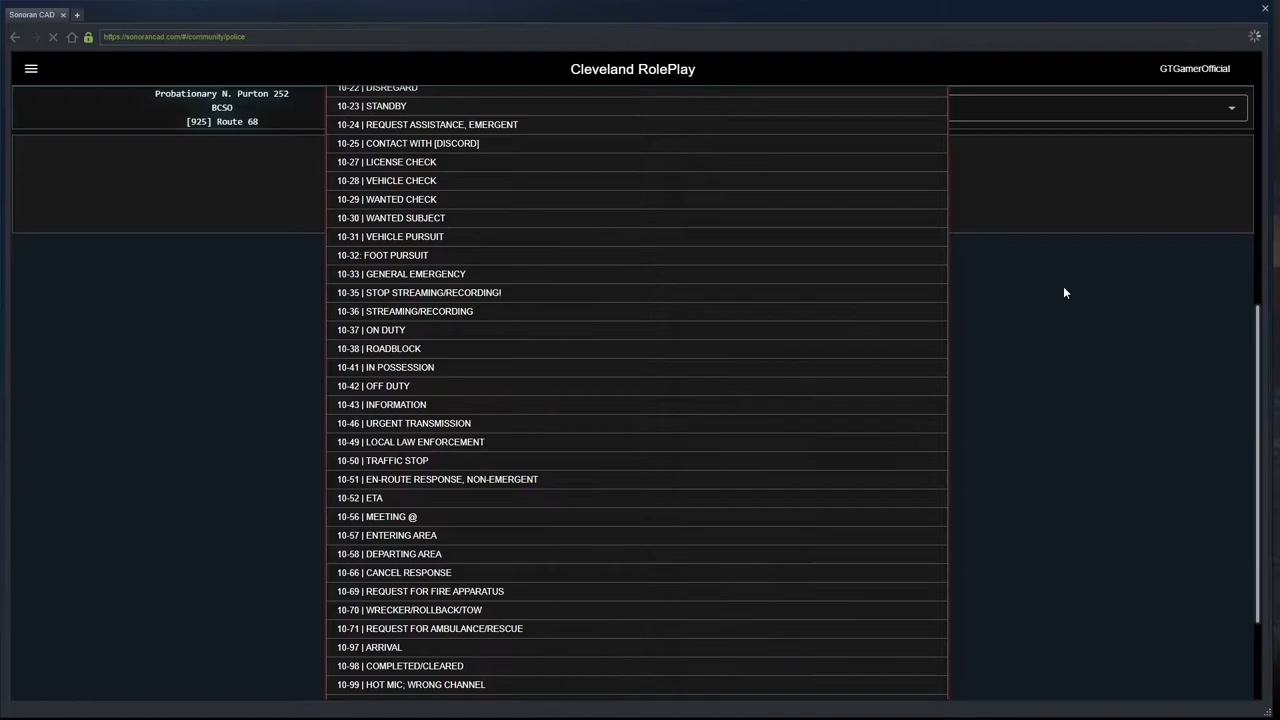 Sonoran CAD
https://sonorancad.com/#/community/police
Cleveland RolePlay
GTGamerOfficial
Probationary N. Purton 252
BCSO
[925] Route 68
10-22 | DISREGARD
10-23 | STANDBY
10-24 | REQUEST ASSISTANCE, EMERGENT
10-25 | CONTACT WITH [DISCORD]
10-27 | LICENSE CHECK
10-28 | VEHICLE CHECK
10-29 | WANTED CHECK
10-30 | WANTED SUBJECT
10-31 | VEHICLE PURSUIT
10-32: FOOT PURSUIT
10-33 | GENERAL EMERGENCY
10-35 | STOP STREAMING/RECORDING!
10-36 | STREAMING/RECORDING
10-37 | ON DUTY
10-38 | ROADBLOCK
10-41 | IN POSSESSION
10-42 | OFF DUTY
10-43 | INFORMATION
10-46 | URGENT TRANSMISSION
10-49 | LOCAL LAW ENFORCEMENT
10-50 | TRAFFIC STOP
10-51 | EN-ROUTE RESPONSE, NON-EMERGENT
10-52 | ETA
10-56 | MEETING @
10-57 | ENTERING AREA
10-58 | DEPARTING AREA
10-66 | CANCEL RESPONSE
10-69 | REQUEST FOR FIRE APPARATUS
10-70 | WRECKER/ROLLBACK/TOW
10-71 | REQUEST FOR AMBULANCE/RESCUE
10-97 | ARRIVAL
10-98 | COMPLETED/CLEARED
10-99 | HOT MIC; WRONG CHANNEL